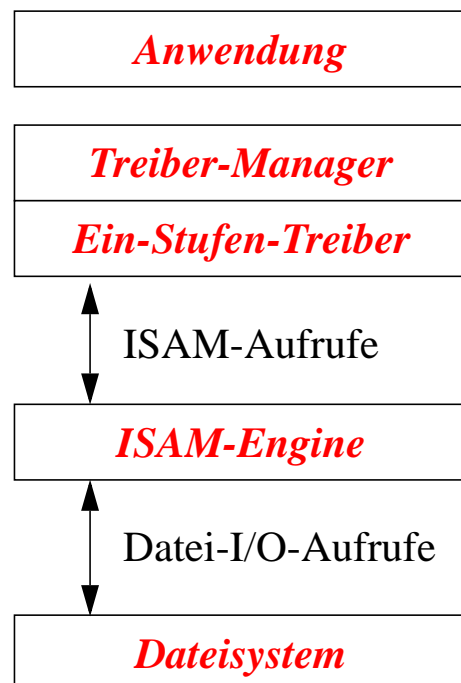 Anwendung
Treiber-Manager
Ein-Stufen-Treiber
ISAM-Aufrufe
ISAM-Engine
Datei-I/O-Aufrufe
Dateisystem